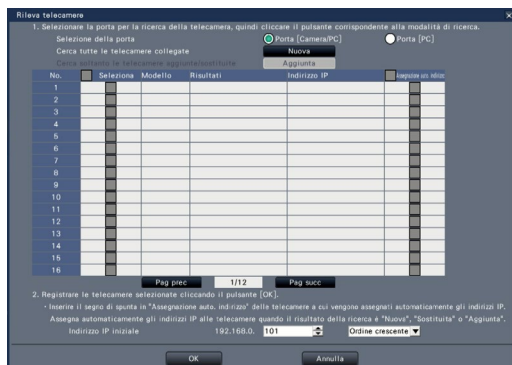 Rileva telecamere
1. Selezionare la porta per la ricerca della telecamera, quindi cliccare il pulsante corrispondente alla modalità di ricerca.
Selezione della porta Porta [Camera/PC] Porta [PC]
Cerca tutte le telecamere collegate Nuova
Cerca soltanto le telecamere aggiunte/sostituite Aggiunta
No. Seleziona Modello Risultati Indirizzo IP Assegnazione auto. indirizzo
1
2
3
4
5
6
7
8
9
10
11
12
13
14
15
16
Pag prec 1/12 Pag succ
2. Registrare le telecamere selezionate cliccando il pulsante [OK].
· Inserire il segno di spunta in "Assegnazione auto. indirizzo" delle telecamere a cui vengono assegnati automaticamente gli indirizzi IP.
Assegna automaticamente gli indirizzi IP alle telecamere quando il risultato della ricerca è "Nuova", "Sostituita" o "Aggiunta".
Indirizzo IP iniziale 192.168.0. 101 Ordine crescente
OK Annulla